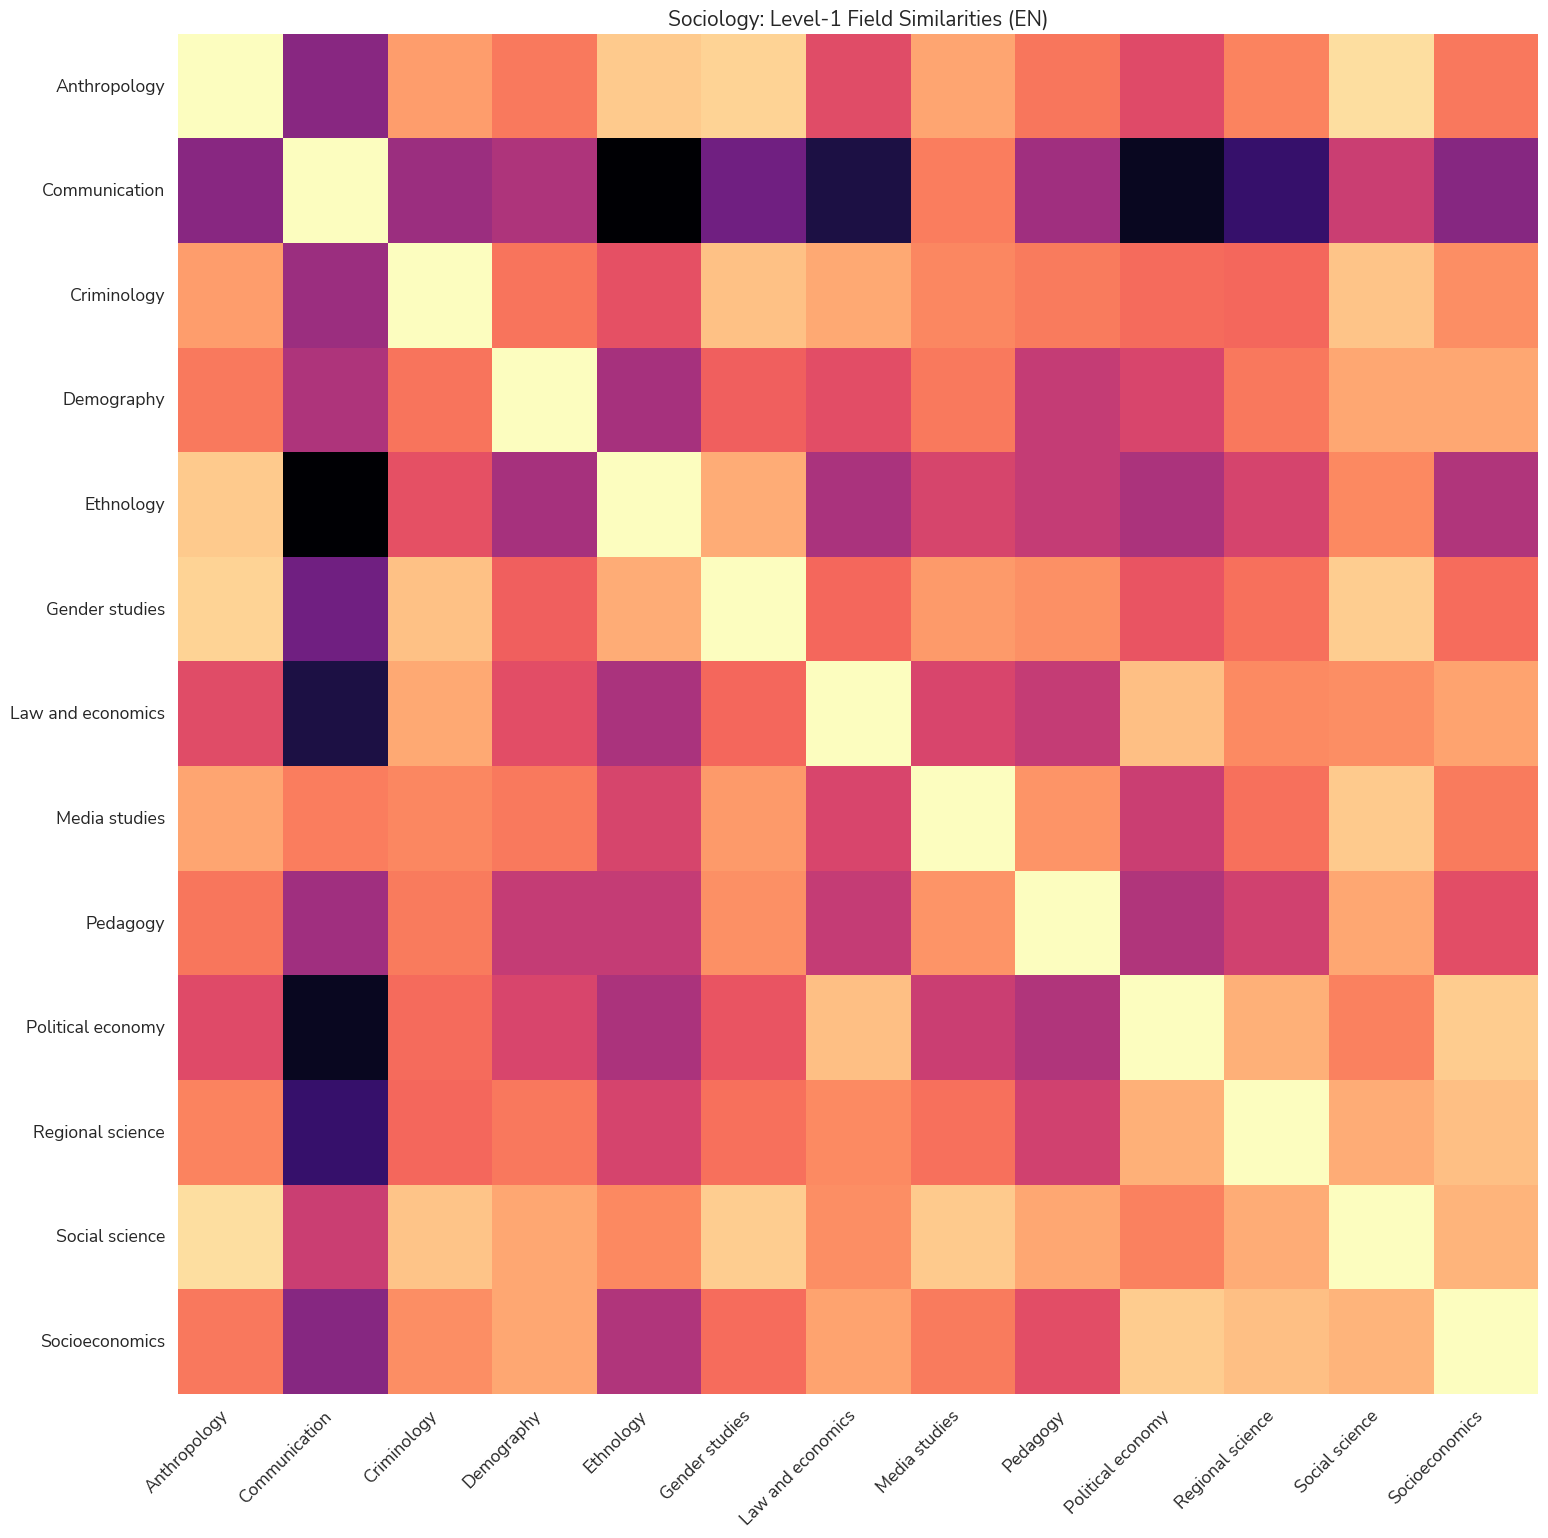 Sociology: Level-1 Field Similarities (EN)
Anthropology
Communication
Criminology
Demography
Ethnology
Gender studies
Law and economics
Media studies
Pedagogy
Political economy
Regional science
Social science
Socioeconomics
Anthropology
Communication
Criminology
Demography
Ethnology
Gender studies
Law and economics
Media studies
Pedagogy
Political economy
Regional science
Social science
Socioeconomics